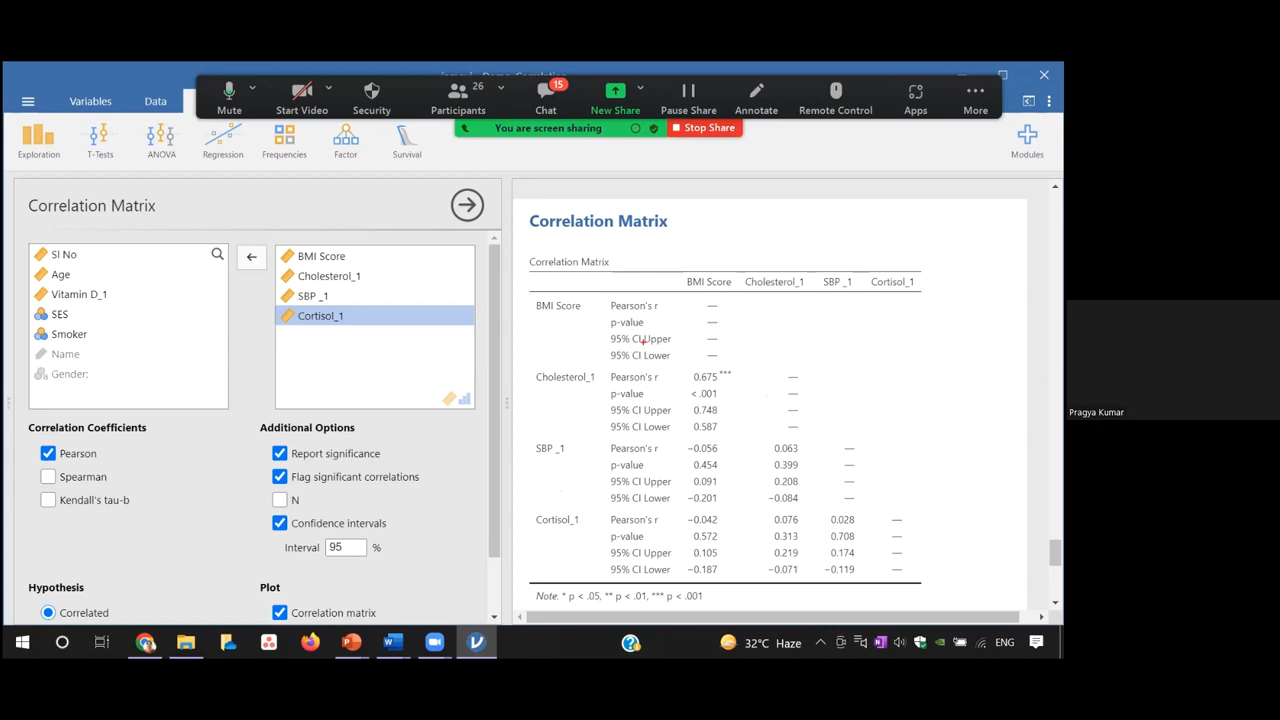 26
15
Mute
Start Video
Security
Participants
Chat
New Share
Pause Share
Annotate
Remote Control
Apps
More
You are screen sharing
Stop Share
Variables
Data
Exploration
T-Tests
ANOVA
Regression
Frequencies
Factor
Survival
Modules
Correlation Matrix
SI No
Age
Vitamin D_1
SES
Smoker
Name
Gender:
BMI Score
Cholesterol_1
SBP _1
Cortisol_1
Correlation Coefficients
Pearson
Spearman
Kendall's tau-b
Additional Options
Report significance
Flag significant correlations
N
Confidence intervals
Interval 95 %
Hypothesis
Correlated
Plot
Correlation matrix
Correlation Matrix
Correlation Matrix
BMI Score Cholesterol_1 SBP _1 Cortisol_1
BMI Score Pearson's r —
p-value —
95% CI Upper —
95% CI Lower —
Cholesterol_1 Pearson's r 0.675 *** —
p-value < .001 —
95% CI Upper 0.748 —
95% CI Lower 0.587 —
SBP _1 Pearson's r −0.056 0.063 —
p-value 0.454 0.399 —
95% CI Upper 0.091 0.208 —
95% CI Lower −0.201 −0.084 —
Cortisol_1 Pearson's r −0.042 0.076 0.028 —
p-value 0.572 0.313 0.708 —
95% CI Upper 0.105 0.219 0.174 —
95% CI Lower −0.187 −0.071 −0.119 —
Note. * p < .05, ** p < .01, *** p < .001
Pragya Kumar
32°C Haze
ENG